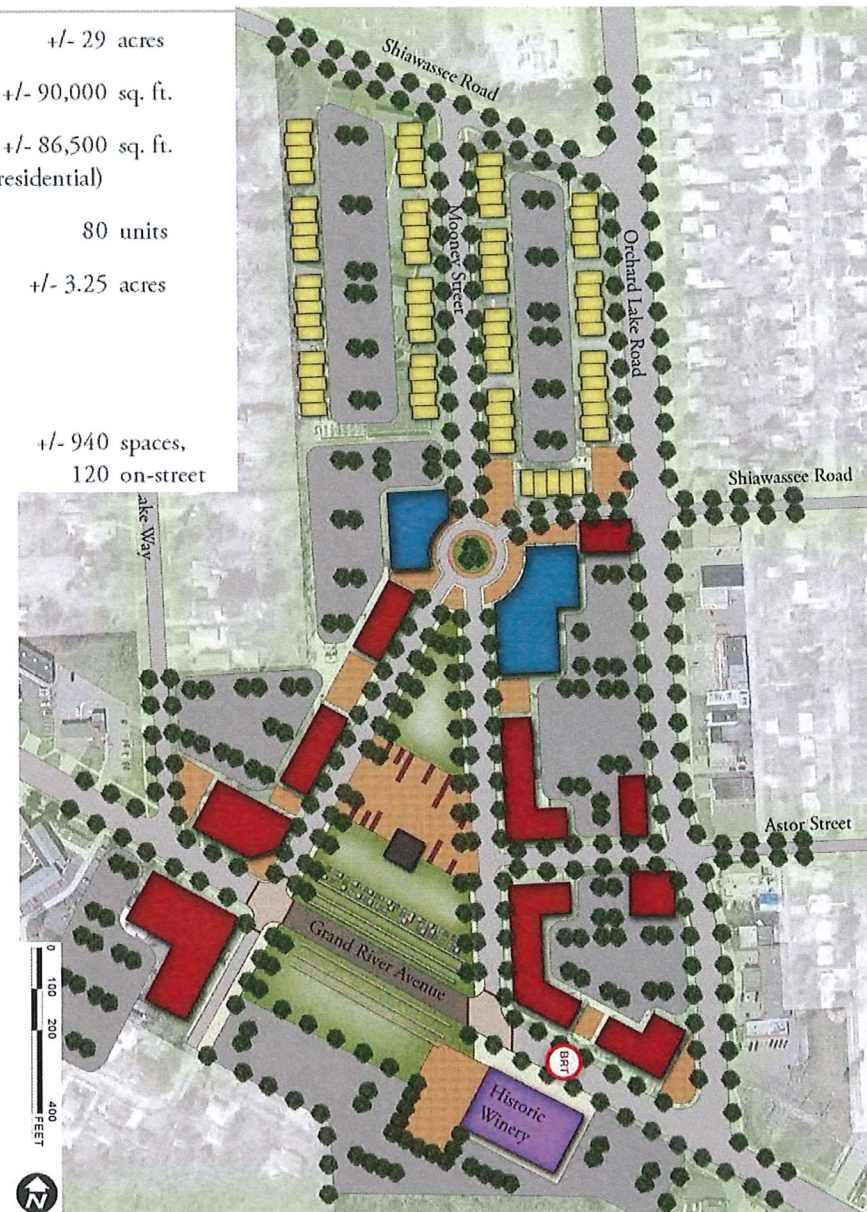 +/- 29 acres
+/- 90,000 sq. ft.
+/- 86,500 sq. ft.
residential)
80 units
+/- 3.25 acres
+/- 940 spaces,
120 on-street
Shiawassee Road
Mooney Street
Orchard Lake Road
Shiawassee Road
ake Way
Astor Street
Grand River Avenue
BRT
Historic
Winery
0 100 200 400
FEET
N